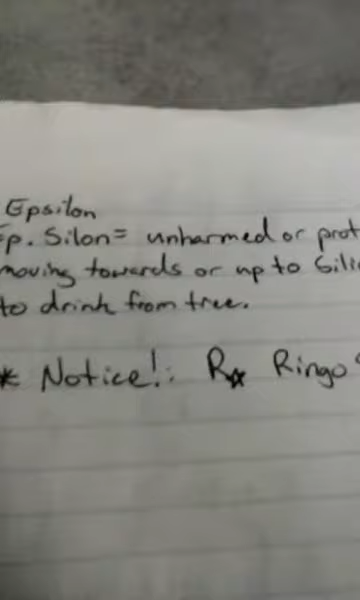 Epsilon
Ep. Silon= unharmed or prot
moving towards or up to Sili
to drink from tree.
* Notice!: R☆ Ringo